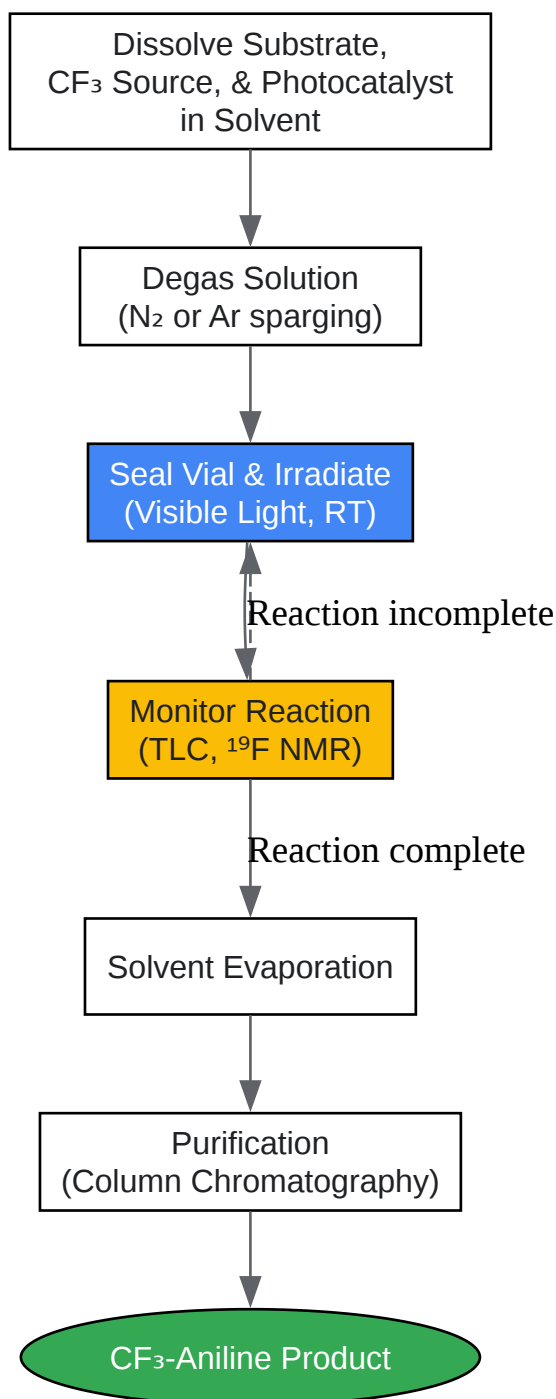 Dissolve Substrate,
CF₃ Source, & Photocatalyst
in Solvent
Degas Solution
(N₂ or Ar sparging)
Seal Vial & Irradiate
(Visible Light, RT)
Reaction incomplete
Monitor Reaction
(TLC, ¹⁹F NMR)
Reaction complete
Solvent Evaporation
Purification
(Column Chromatography)
CF₃-Aniline Product